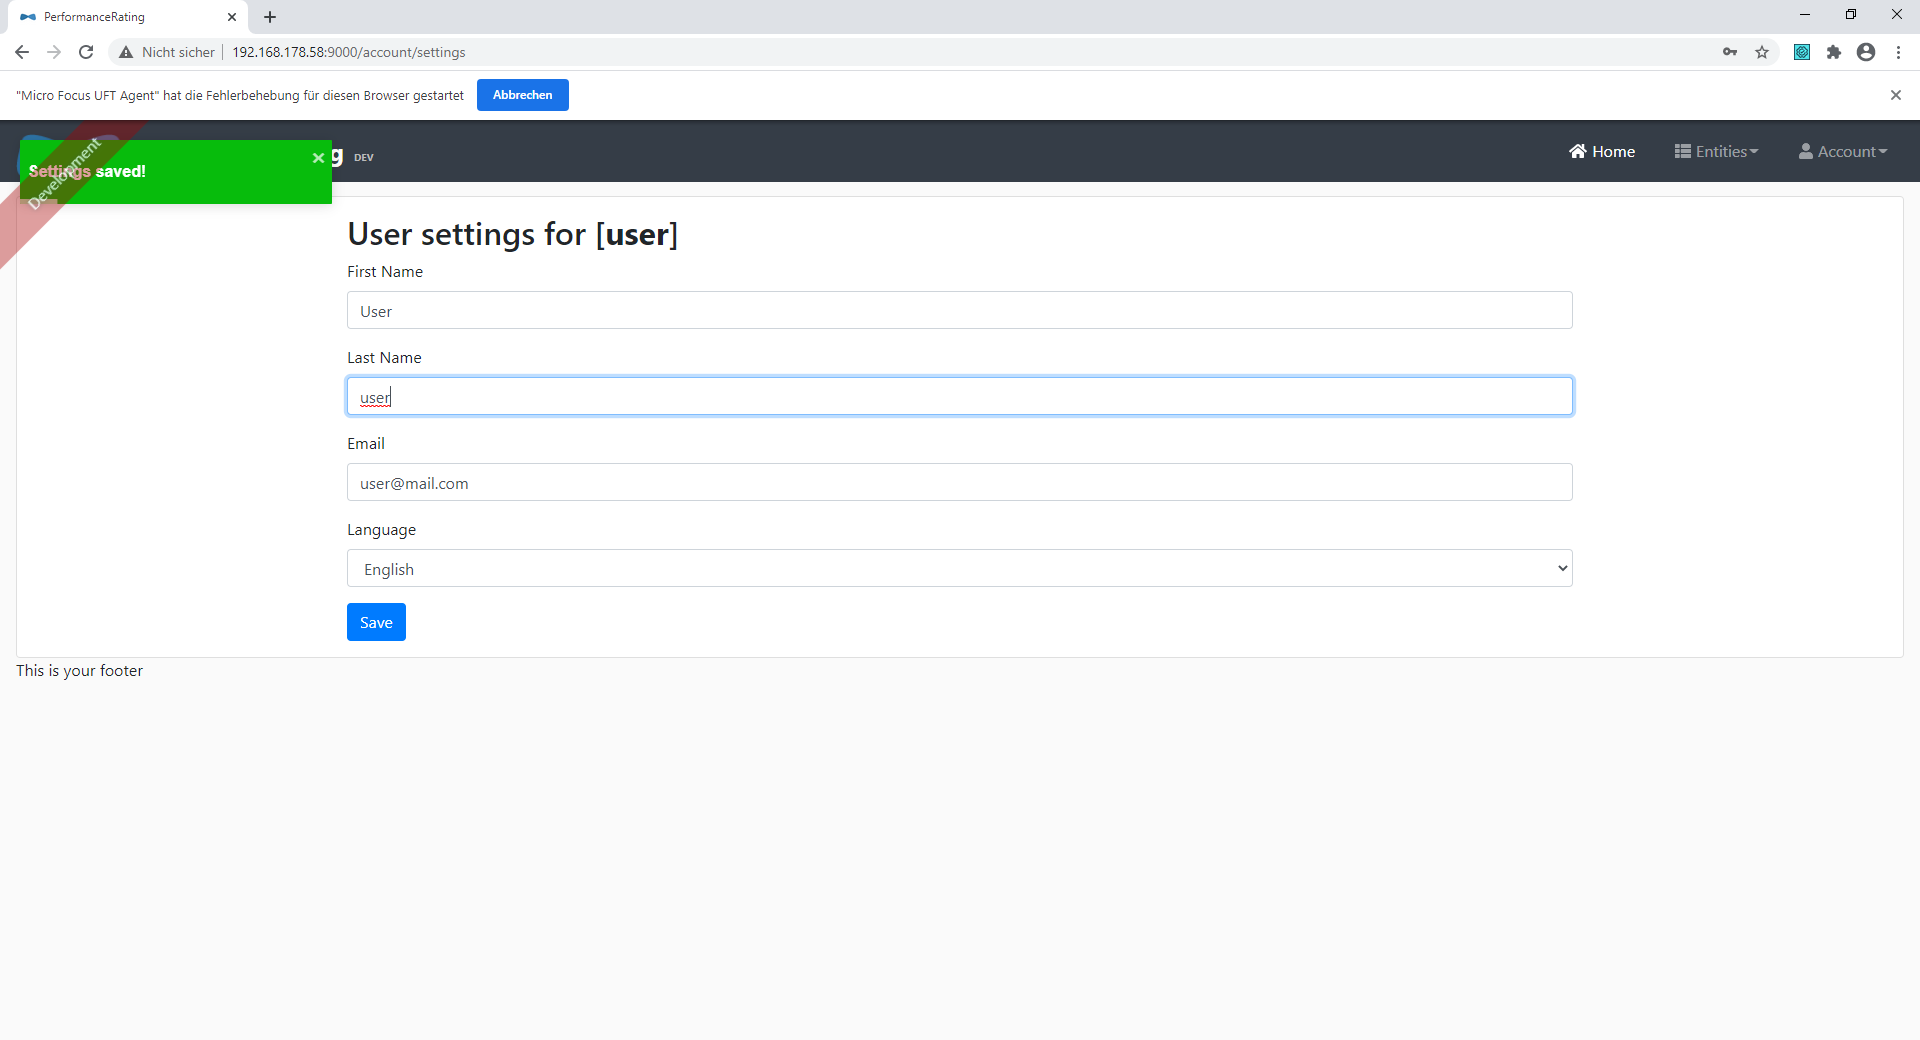 PerformanceRating
Nicht sicher
192.168.178.58:9000/account/settings
"Micro Focus UFT Agent" hat die Fehlerbehebung für diesen Browser gestartet
Abbrechen
Development
Settings saved!
g DEV
Home
Entities
Account
User settings for [user]
First Name
User
Last Name
user
Email
user@mail.com
Language
English
Save
This is your footer